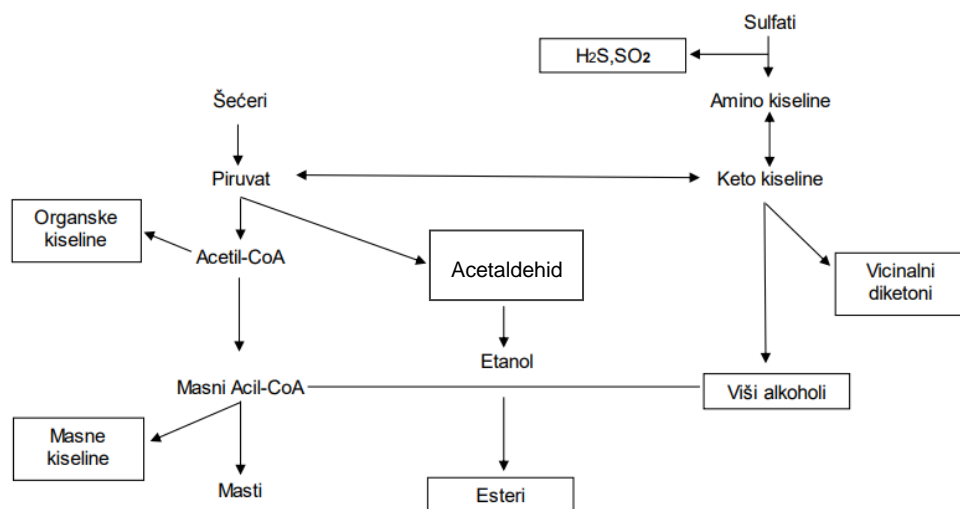 Sulfati
H2S,SO2
Šećeri
Amino kiseline
Piruvat
Keto kiseline
Organske
kiseline
Acetil-CoA
Acetaldehid
Vicinalni
diketoni
Etanol
Masni Acil-CoA
Viši alkoholi
Masne
kiseline
Masti
Esteri